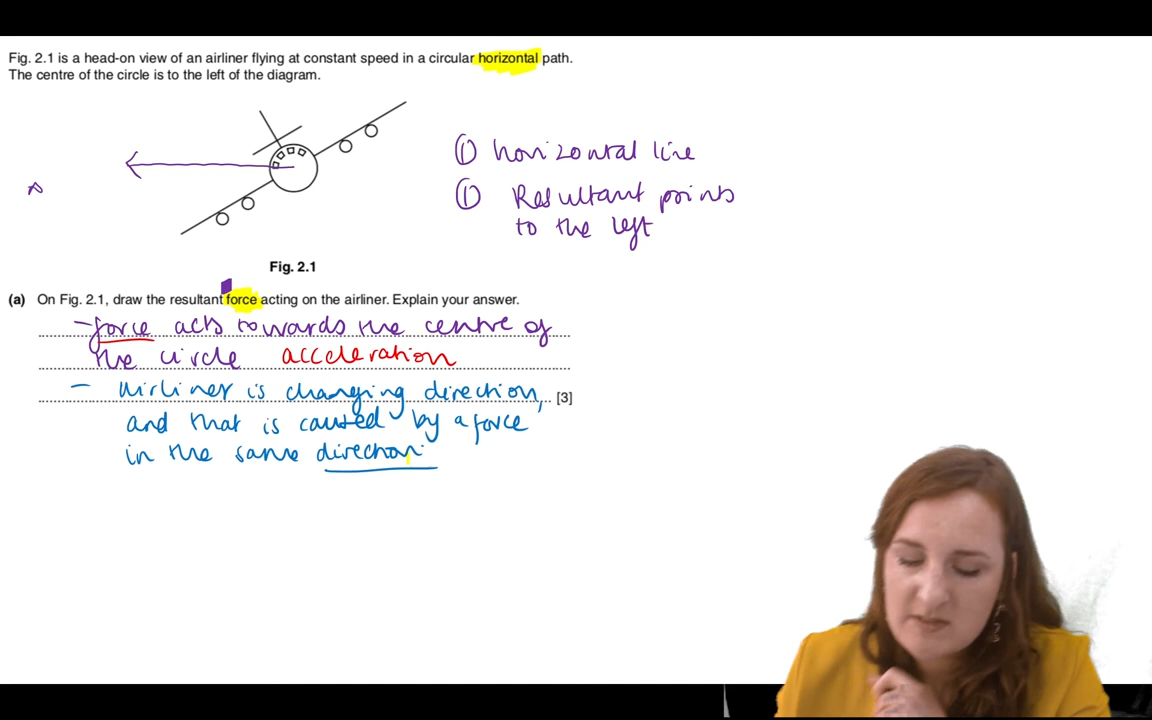 Fig. 2.1 is a head-on view of an airliner flying at constant speed in a circular horizontal path.
The centre of the circle is to the left of the diagram.
① horizontal line
① Resultant points
to the left
Fig. 2.1
(a) On Fig. 2.1, draw the resultant force acting on the airliner. Explain your answer.
- force acts towards the centre of
the circle acceleration
- Airliner is changing direction, [3]
and that is caused by a force
in the same direction